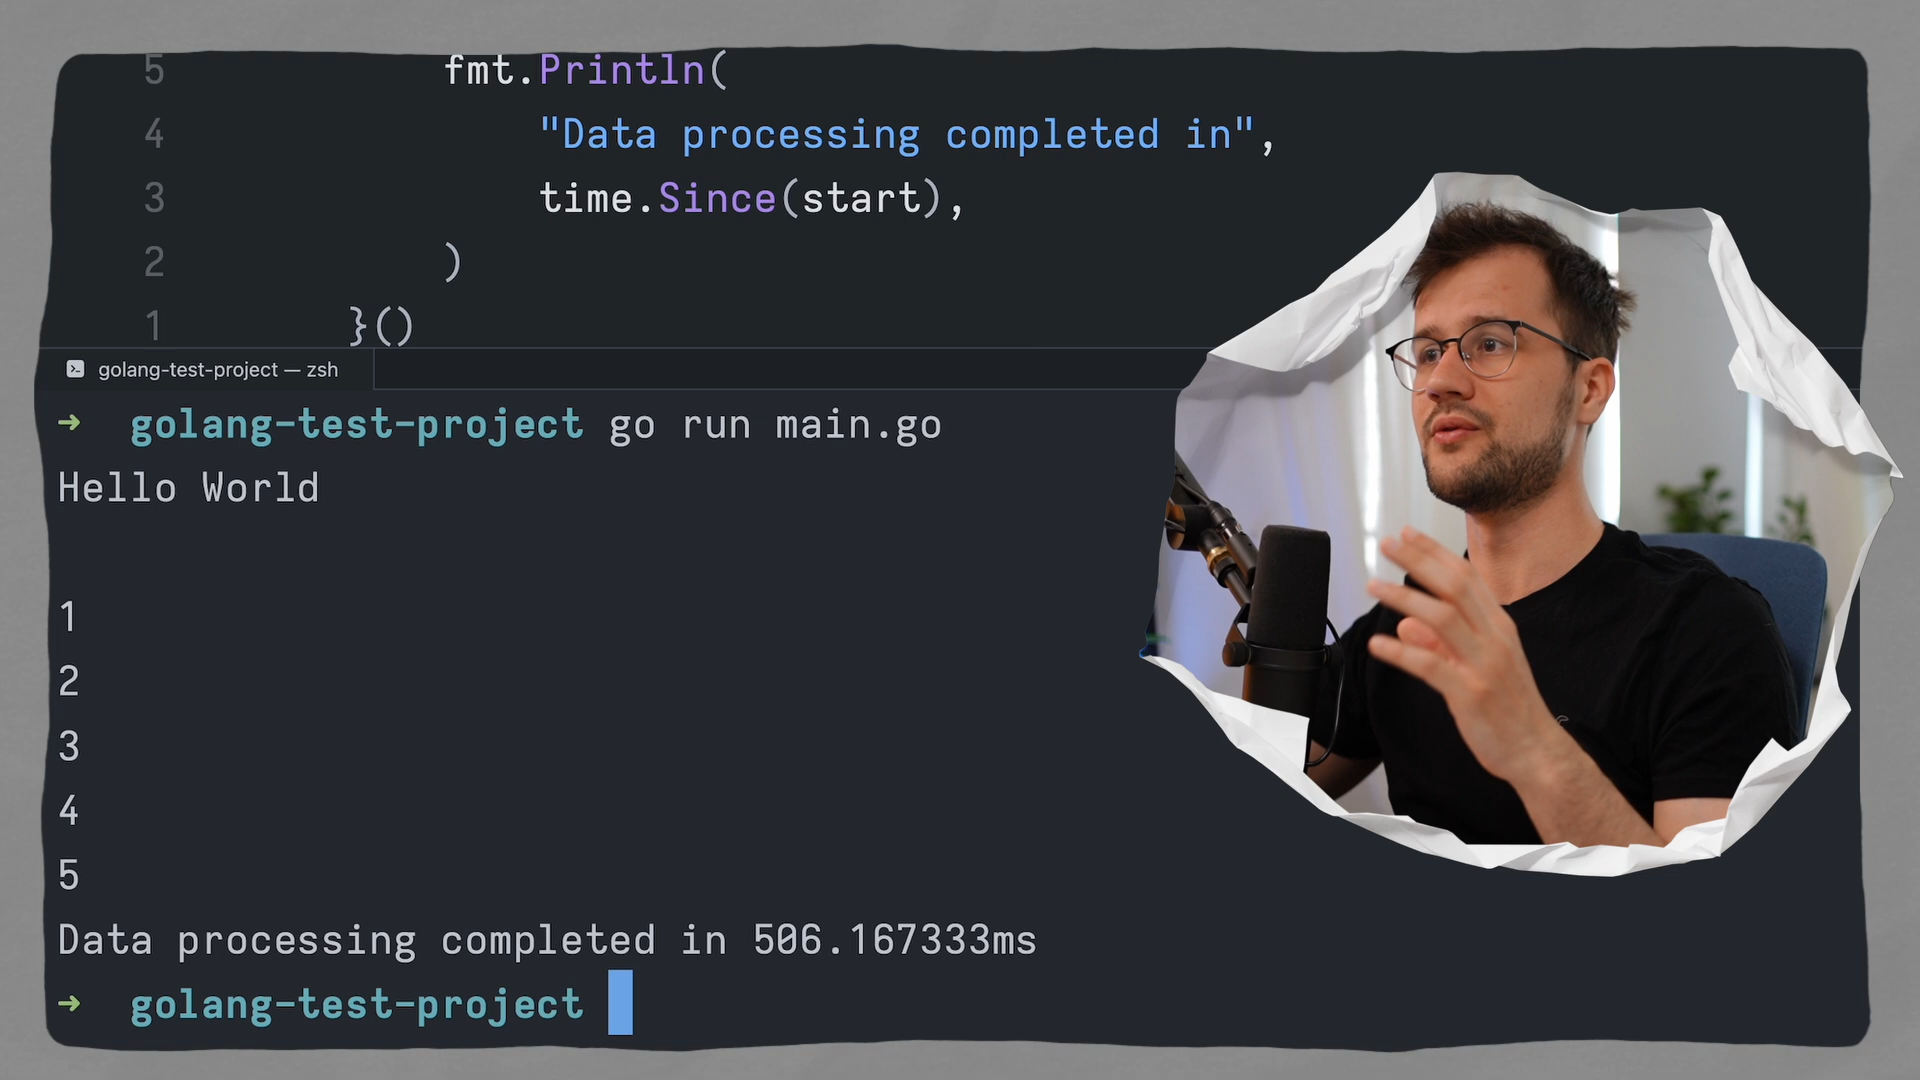 5 fmt.Println(
4 "Data processing completed in",
3 time.Since(start),
2 )
1 }()
golang-test-project — zsh
➜ golang-test-project go run main.go
Hello World
1
2
3
4
5
Data processing completed in 506.167333ms
➜ golang-test-project